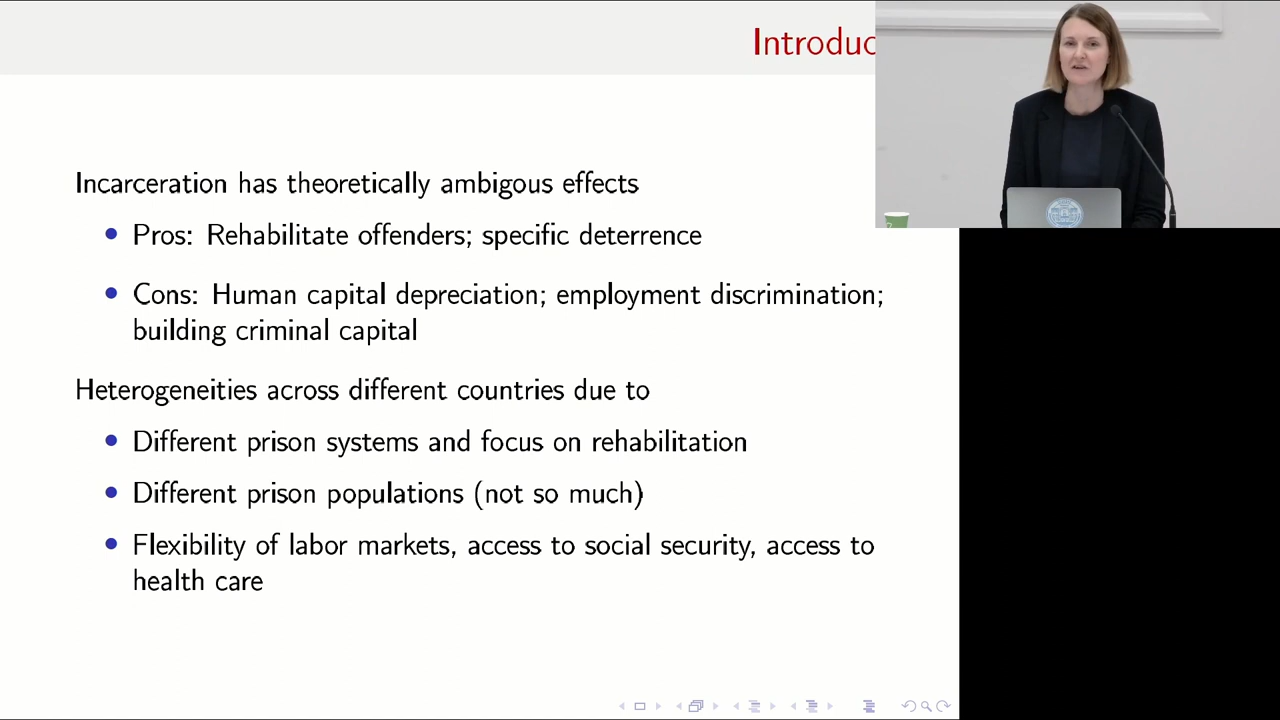 Introduc
Incarceration has theoretically ambigous effects
Pros: Rehabilitate offenders; specific deterrence
Cons: Human capital depreciation; employment discrimination;
building criminal capital
Heterogeneities across different countries due to
Different prison systems and focus on rehabilitation
Different prison populations (not so much)
Flexibility of labor markets, access to social security, access to
health care